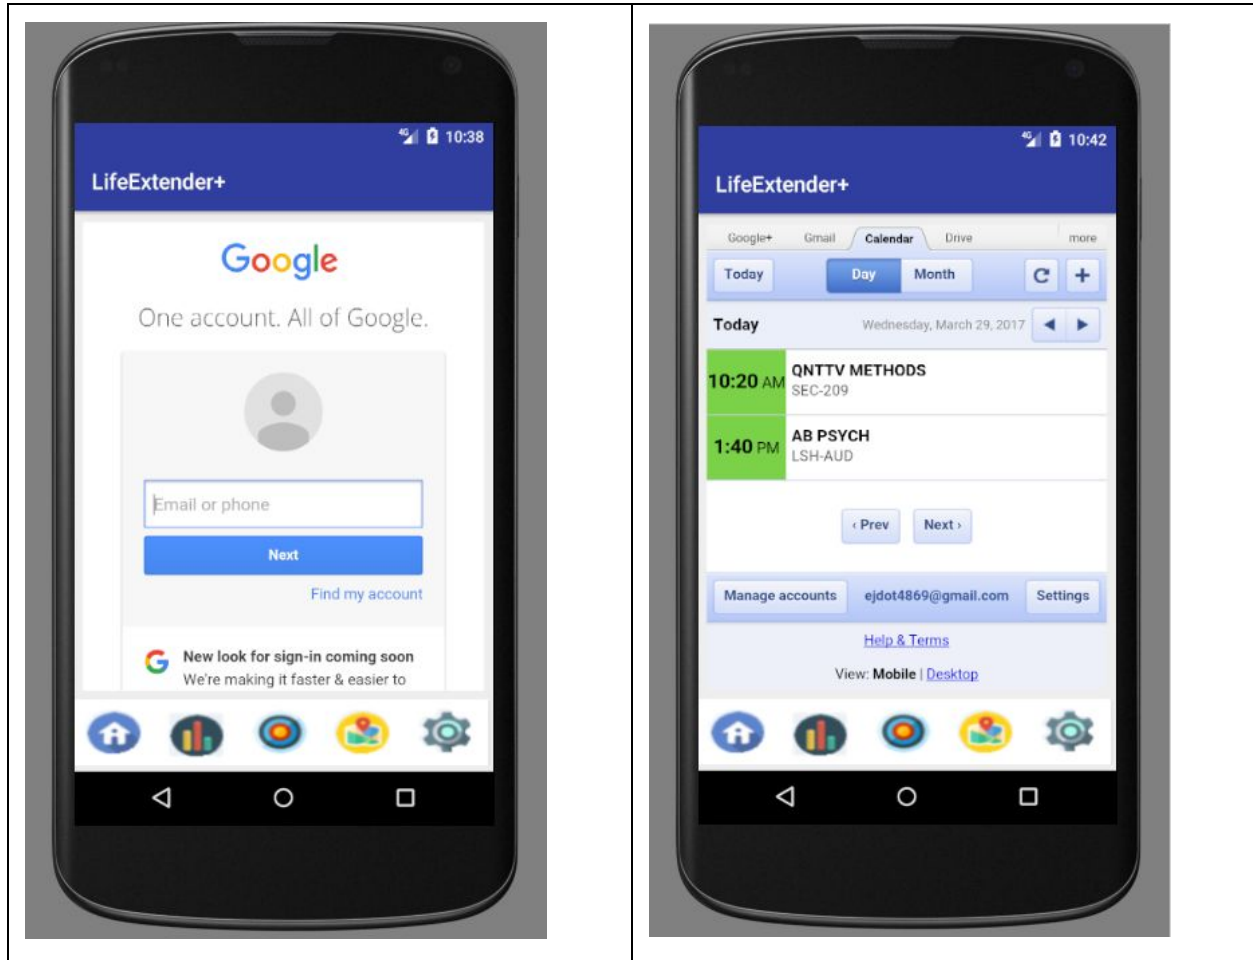 4G 10:38
LifeExtender+
Google
One account. All of Google.
Email or phone
Next
Find my account
G New look for sign-in coming soon
We're making it faster & easier to
4G 10:42
LifeExtender+
Google+ Gmail Calendar Drive more
Today Day Month
Today Wednesday, March 29, 2017
10:20 AM QNTTV METHODS
SEC-209
1:40 PM AB PSYCH
LSH-AUD
‹ Prev Next ›
Manage accounts ejdot4869@gmail.com Settings
Help & Terms
View: Mobile | Desktop